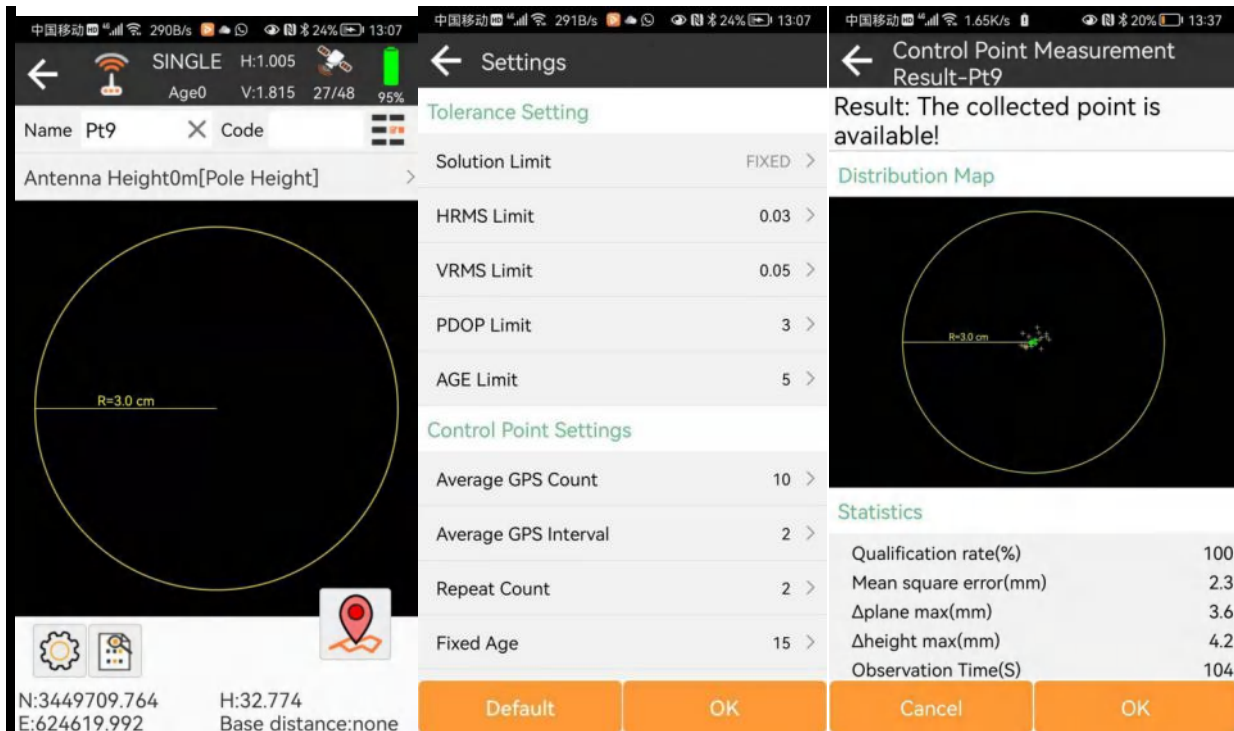 中国移动 HD 4G 290B/s 24% 13:07
SINGLE H:1.005
Age0 V:1.815 27/48 95%
Name Pt9 Code
Antenna Height0m[Pole Height]
R=3.0 cm
N:3449709.764 H:32.774
E:624619.992 Base distance:none
中国移动 HD 4G 291B/s 24% 13:07
Settings
Tolerance Setting
Solution Limit FIXED
HRMS Limit 0.03
VRMS Limit 0.05
PDOP Limit 3
AGE Limit 5
Control Point Settings
Average GPS Count 10
Average GPS Interval 2
Repeat Count 2
Fixed Age 15
Default OK
中国移动 HD 4G 1.65K/s 20% 13:37
Control Point Measurement
Result-Pt9
Result: The collected point is
available!
Distribution Map
R=3.0 cm
Statistics
Qualification rate(%) 100
Mean square error(mm) 2.3
Δplane max(mm) 3.6
Δheight max(mm) 4.2
Observation Time(S) 104
Cancel OK